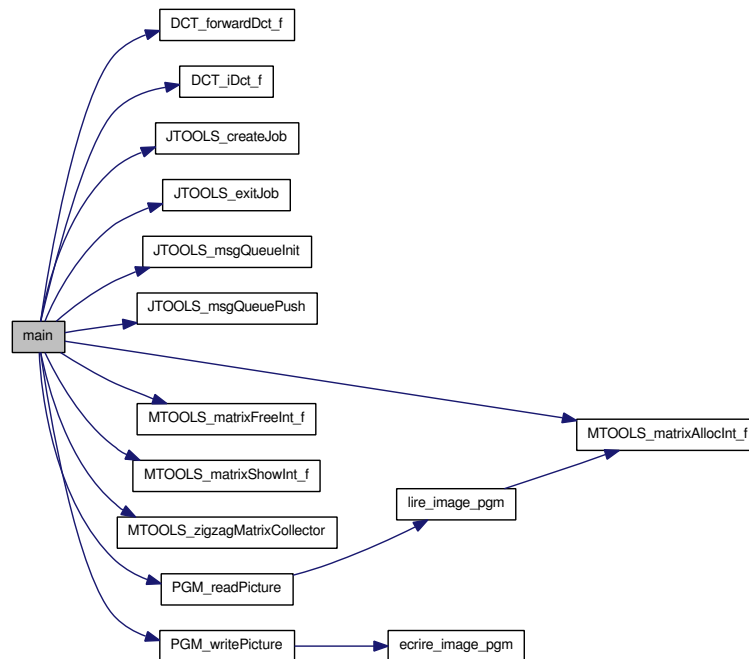 DCT_forwardDct_f
DCT_iDct_f
JTOOLS_createJob
JTOOLS_exitJob
JTOOLS_msgQueueInit
JTOOLS_msgQueuePush
main
MTOOLS_matrixFreeInt_f
MTOOLS_matrixAllocInt_f
MTOOLS_matrixShowInt_f
lire_image_pgm
MTOOLS_zigzagMatrixCollector
PGM_readPicture
PGM_writePicture
ecrire_image_pgm